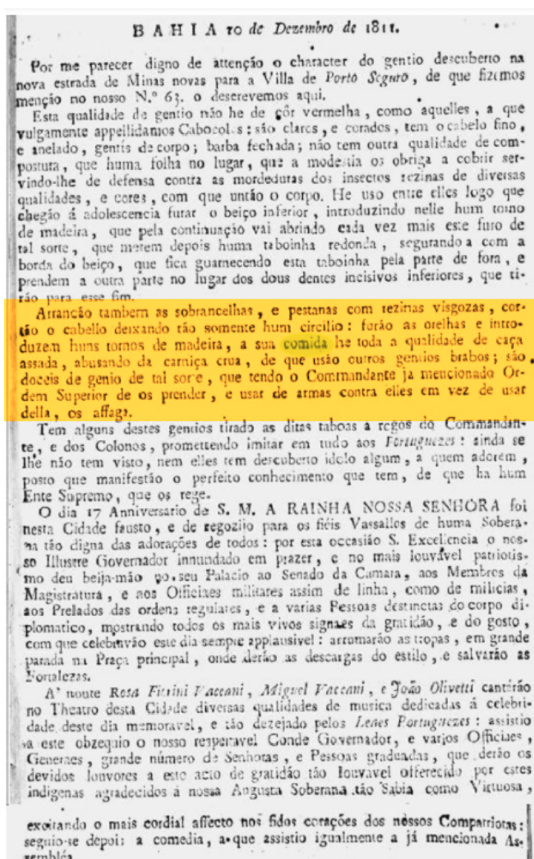 BAHIA 10 de Dezembro de 1811.
Por me parecer digno de attenção o character do gentio descuberto na
nova estrada de Minas novas para a Villa de Porto Seguro, de que fizemos
menção no nosso N.º 63. o descrevemos aqui.
Esta qualidade de gentio não he de côr vermelha, como aquelles, a que
vulgamente appellidamos Cabocolas: são claros, e corados, tem o cabelo fino,
e anelado, gentis de corpo; barba fechada; não tem outra qualidade de com-
postura, que huma folha no lugar, que a modestia os obriga a cobrir ser-
vindo-lhe de defensa contra as mordeduras dos insectos rezinas de diversas
qualidades, e cores, com que untão o corpo. He uso entre elles logo que
chegão á adolescencia furar o beiço inferior, introduzindo nelle hum torno
de madeira, que pela continuação vai abrindo cada vez mais este furo de
tal sorte, que metem depois huma taboinha redonda, segurando a com a
borda do beiço, que fica guarnecendo esta taboinha pela parte de fora, e
prendem a outra parte no lugar dos dous dentes incisivos inferiores, que ti-
rão para esse fim.
Arrancão tambem as sobrancelhas, e pestanas com rezinas visgozas, cor-
tão o cabello deixando tão somente hum circilio: furão as orelhas e intro-
duzem huns tornos de madeira, a sua comida he toda a qualidade de caça
assada, abusando da carniça crua, de que usão outros gentios brabos; são
doceis de genio de tal sorte, que tendo o Commandante ja mencionado Or-
dem Superior de os prender, e usar de armas contra elles em vez de usar
della, os affaga.
Tem alguns destes gentios tirado as ditas taboas a rogos do Commandan-
te, e dos Colonos, promettendo imitar em tudo aos Portuguezes: ainda se
lhe não tem visto, nem elles tem descuberto idolo algum, a quem adorem,
posto que manifestão o perfeito conhecimento que tem, de que ha hum
Ente Supremo, que os rege.
O dia 17 Anniversario de S. M. A RAINHA NOSSA SENHORA foi
nesta Cidade fausto, e de regozilo para os fieis Vassallos de huma Sobera-
na tão digna das adorações de todos: por esta occasião S. Excellencia o nos-
so Illustre Governador innundado em prazer, e no mais louvavel patriotis-
mo deu beija-mão no seu Palacio ao Senado da Camara, aos Membros da
Magistratura, e aos Officiaes militares assim de linha, como de milicias,
aos Prelados das ordens regulares, e a varias Pessoas destinctas do corpo di-
plomatico, mostrando todos os mais vivos signaes da gratidão, e do gosto,
com que celebravão este dia sempre applausivel: arromarão as tropas, em grande
parada na Praça principal, onde derão as descargas do estilo, e salvarão as
Fortalezas.
A' noute Rosa Fiorini Vaccani, Miguel Vaccani, e João Olivetti cantárão
no Theatro desta Cidade diversas qualidades de musica dedicadas á celebri-
dade deste dia memoravel, e tão dezejado pelos Leaes Portuguezes: assistio
a este obzequio o nosso respeitavel Conde Governador, e varios Officiaes,
Generaes, grande número de Senhoras, e Pessoas graduadas, que derão os
devidos louvores a este acto de gratidão tão louvavel offerecido por estes
indigenas agradecidos á nossa Augusta Soberana tão Sabia como Virtuosa,
excitando o mais cordial affecto nos fidos corações dos nossos Compatriotas:
seguio-se depois a comedia, a que assistio igualmente a já mencionada As-
sembléa